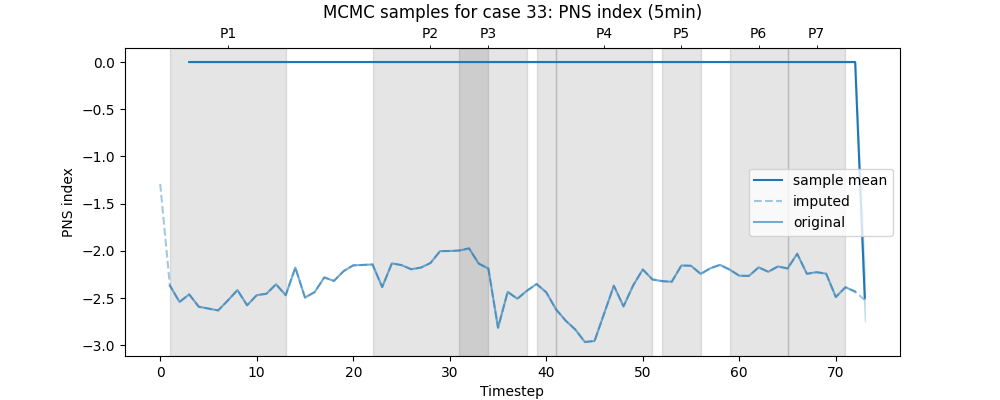 MCMC samples for case 33: PNS index (5min)
P1 P2 P3 P4 P5 P6 P7
0.0
−0.5
−1.0
−1.5
−2.0
−2.5
−3.0
PNS index
sample mean
imputed
original
0 10 20 30 40 50 60 70
Timestep